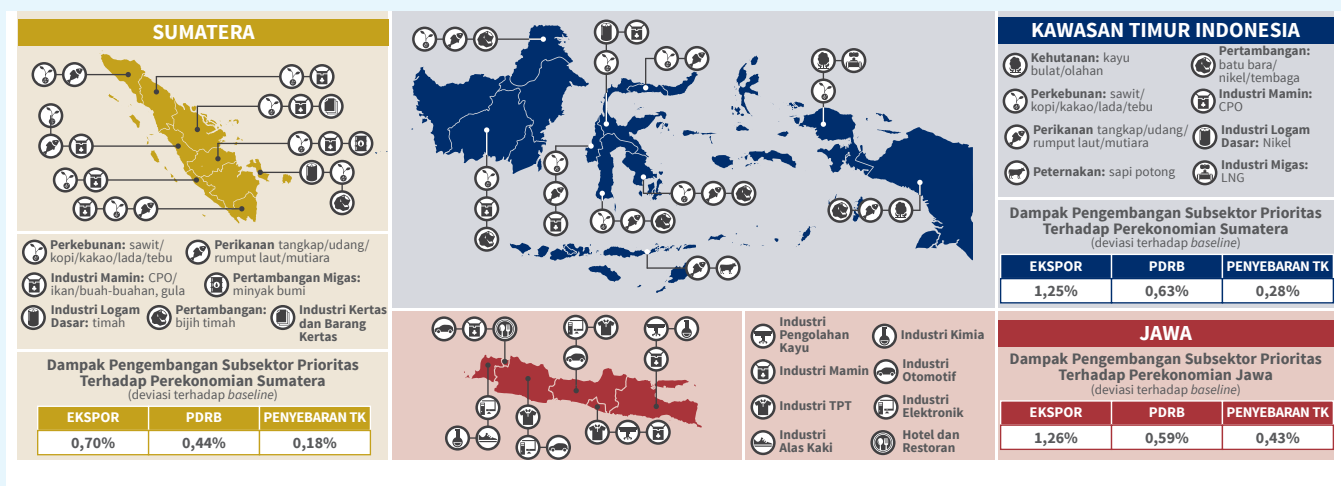 SUMATERA
Perkebunan: sawit/
kopi/kakao/lada/tebu
Perikanan tangkap/udang/
rumput laut/mutiara
Industri Mamin: CPO/
ikan/buah-buahan, gula
Pertambangan Migas:
minyak bumi
Industri Logam
Dasar: timah
Pertambangan:
bijih timah
Industri Kertas
dan Barang
Kertas
Dampak Pengembangan Subsektor Prioritas
Terhadap Perekonomian Sumatera
(deviasi terhadap baseline)
EKSPOR PDRB PENYEBARAN TK
0,70% 0,44% 0,18%
KAWASAN TIMUR INDONESIA
Kehutanan: kayu
bulat/olahan
Pertambangan:
batu bara/
nikel/tembaga
Perkebunan: sawit/
kopi/kakao/lada/tebu
Industri Mamin:
CPO
Perikanan tangkap/udang/
rumput laut/mutiara
Industri Logam
Dasar: Nikel
Peternakan: sapi potong
Industri Migas:
LNG
Dampak Pengembangan Subsektor Prioritas
Terhadap Perekonomian Sumatera
(deviasi terhadap baseline)
EKSPOR PDRB PENYEBARAN TK
1,25% 0,63% 0,28%
Industri
Pengolahan
Kayu
Industri Kimia
Industri Mamin
Industri
Otomotif
Industri TPT
Industri
Elektronik
Industri
Alas Kaki
Hotel dan
Restoran
JAWA
Dampak Pengembangan Subsektor Prioritas
Terhadap Perekonomian Jawa
(deviasi terhadap baseline)
EKSPOR PDRB PENYEBARAN TK
1,26% 0,59% 0,43%